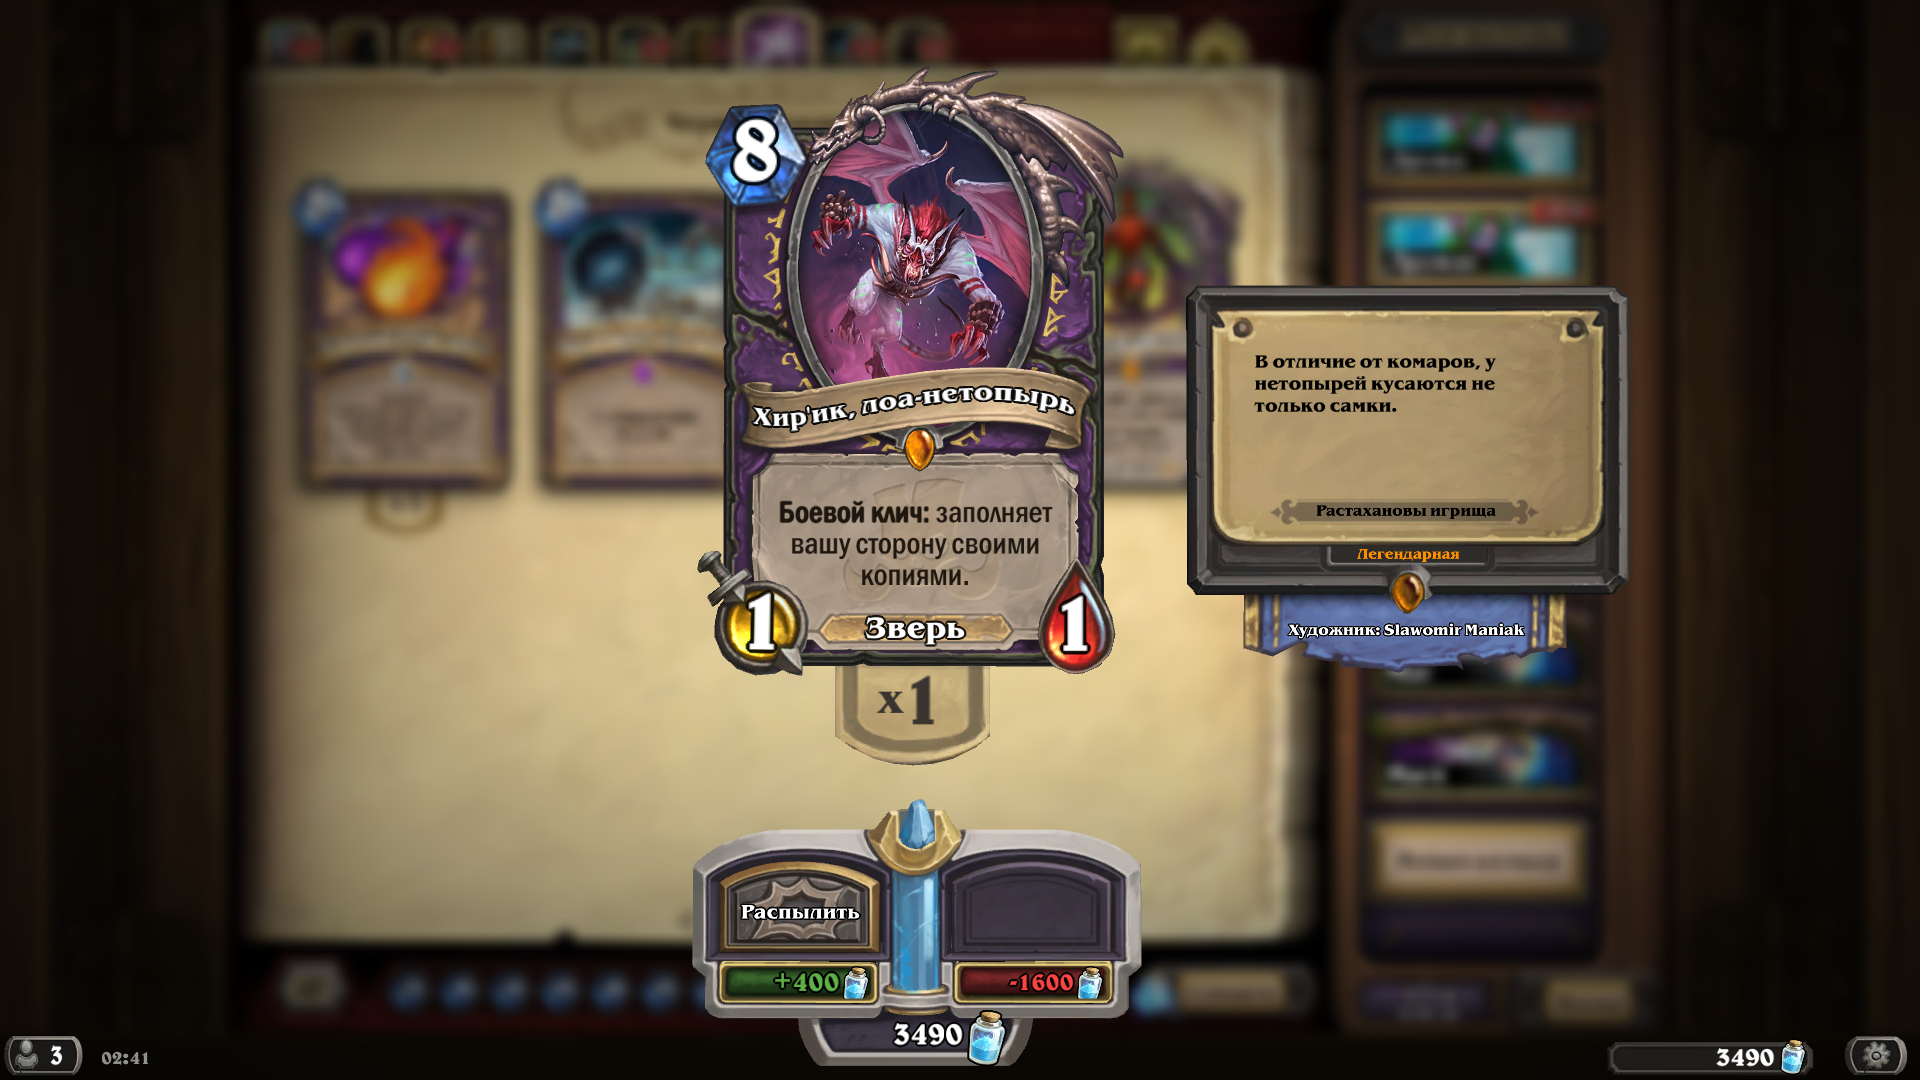 8
Хир'ик, лоа-нетопырь
Боевой клич: заполняет
вашу сторону своими
копиями.
1
Зверь
1
x1
В отличие от комаров, у
нетопырей кусаются не
только самки.
Растахановы игрища
Легендарная
Художник: Slawomir Maniak
Распылить
+400
-1600
3490
3
02:41
3490